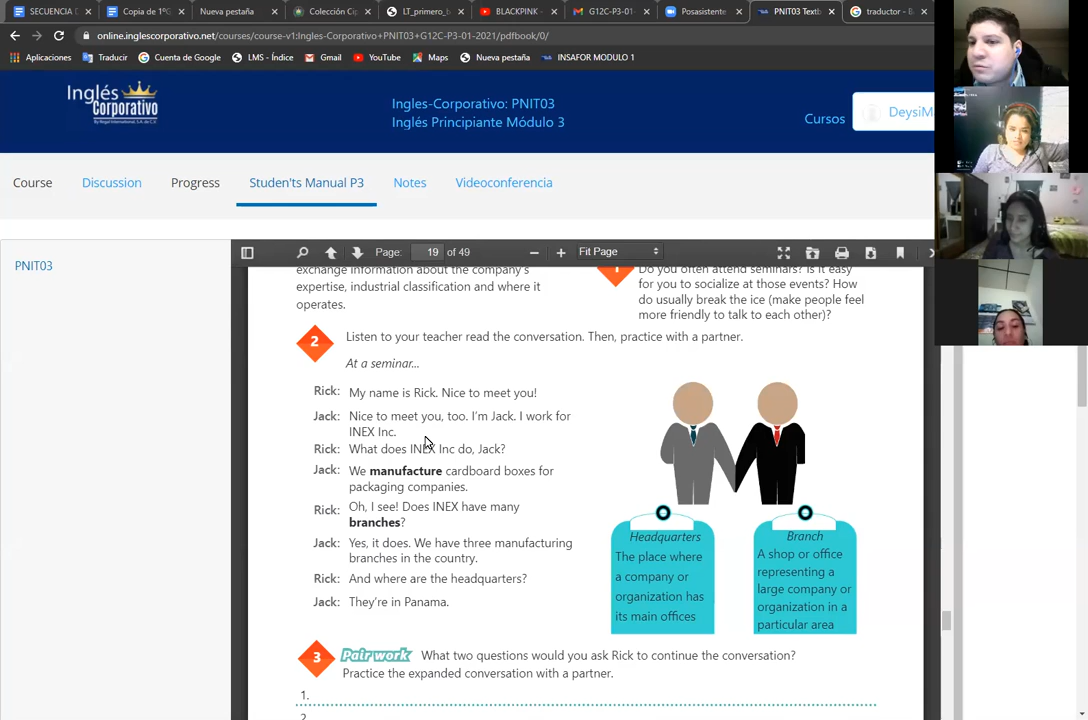 SECUENCIA D
Copia de 1ºG
Nueva pestaña
Colección Cip
LT_primero_b
BLACKPINK -
G12C-P3-01-
Posasistente
PNIT03 Textb
traductor - B
online.inglescorporativo.net/courses/course-v1:Ingles-Corporativo+PNIT03+G12C-P3-01-2021/pdfbook/0/
Aplicaciones
Traducir
Cuenta de Google
LMS - Índice
Gmail
YouTube
Maps
Nueva pestaña
INSAFOR MODULO 1
Inglés
Corporativo
By Regal International, S.A. de C.V.
Ingles-Corporativo: PNIT03
Inglés Principiante Módulo 3
Cursos
DeysiM
Course
Discussion
Progress
Studen'ts Manual P3
Notes
Videoconferencia
PNIT03
Page: 19 of 49
Fit Page
exchange information about the company's
expertise, industrial classification and where it
operates.
1
Do you often attend seminars? Is it easy
for you to socialize at those events? How
do usually break the ice (make people feel
more friendly to talk to each other)?
2
Listen to your teacher read the conversation. Then, practice with a partner.
At a seminar...
Rick: My name is Rick. Nice to meet you!
Jack: Nice to meet you, too. I'm Jack. I work for
INEX Inc.
Rick: What does INEX Inc do, Jack?
Jack: We manufacture cardboard boxes for
packaging companies.
Rick: Oh, I see! Does INEX have many
branches?
Jack: Yes, it does. We have three manufacturing
branches in the country.
Rick: And where are the headquarters?
Jack: They're in Panama.
Headquarters
The place where
a company or
organization has
its main offices
Branch
A shop or office
representing a
large company or
organization in a
particular area
3
Pair work What two questions would you ask Rick to continue the conversation?
Practice the expanded conversation with a partner.
1.
2